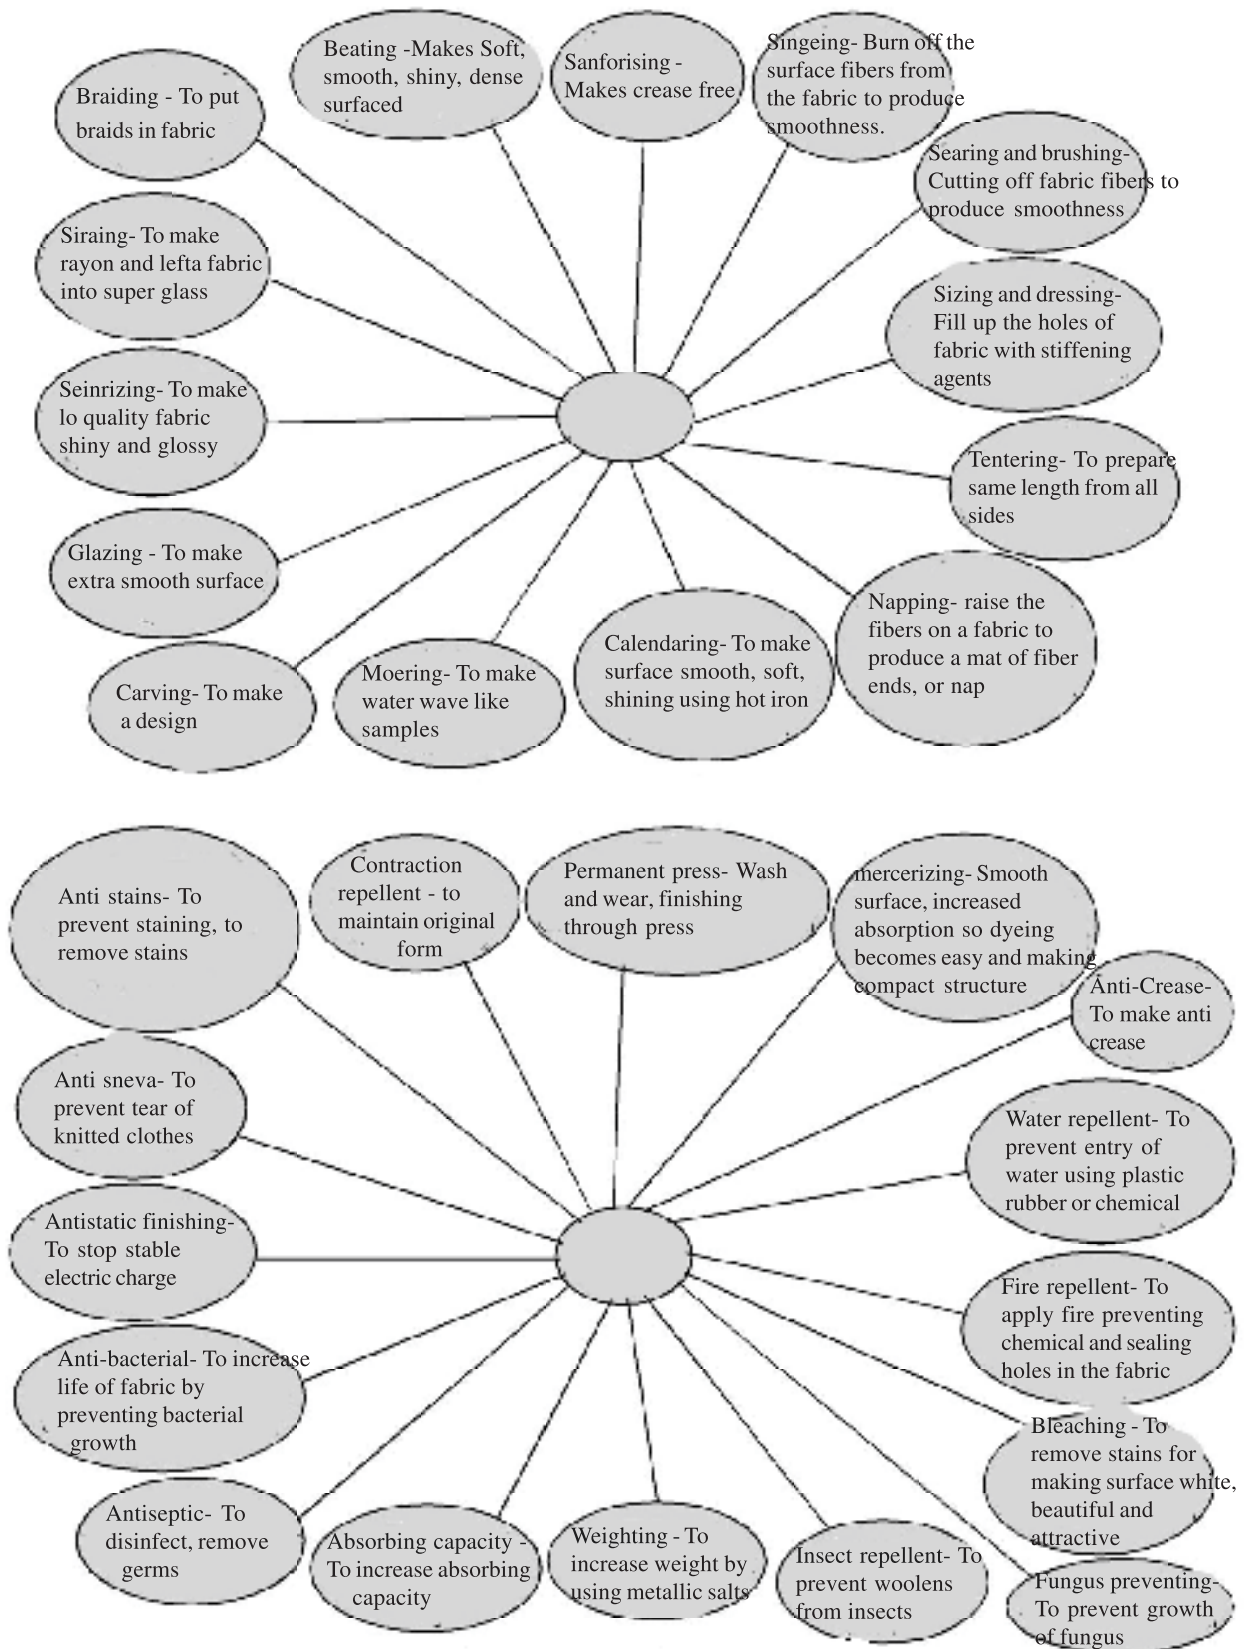 Beating -Makes Soft,
smooth, shiny, dense
surfaced
Sanforising -
Makes crease free
Singeing- Burn off the
surface fibers from
the fabric to produce
smoothness.
Braiding - To put
braids in fabric
Searing and brushing-
Cutting off fabric fibers to
produce smoothness
Siraing- To make
rayon and lefta fabric
into super glass
Sizing and dressing-
Fill up the holes of
fabric with stiffening
agents
Seinrizing- To make
lo quality fabric
shiny and glossy
Tentering- To prepare
same length from all
sides
Glazing - To make
extra smooth surface
Napping- raise the
fibers on a fabric to
produce a mat of fiber
ends, or nap
Carving- To make
a design
Moering- To make
water wave like
samples
Calendaring- To make
surface smooth, soft,
shining using hot iron
Anti stains- To
prevent staining, to
remove stains
Contraction
repellent - to
maintain original
form
Permanent press- Wash
and wear, finishing
through press
mercerizing- Smooth
surface, increased
absorption so dyeing
becomes easy and making
compact structure
Anti-Crease-
To make anti
crease
Anti sneva- To
prevent tear of
knitted clothes
Water repellent- To
prevent entry of
water using plastic
rubber or chemical
Antistatic finishing-
To stop stable
electric charge
Fire repellent- To
apply fire preventing
chemical and sealing
holes in the fabric
Anti-bacterial- To increase
life of fabric by
preventing bacterial
growth
Bleaching - To
remove stains for
making surface white,
beautiful and
attractive
Antiseptic- To
disinfect, remove
germs
Absorbing capacity -
To increase absorbing
capacity
Weighting - To
increase weight by
using metallic salts
Insect repellent- To
prevent woolens
from insects
Fungus preventing-
To prevent growth
of fungus